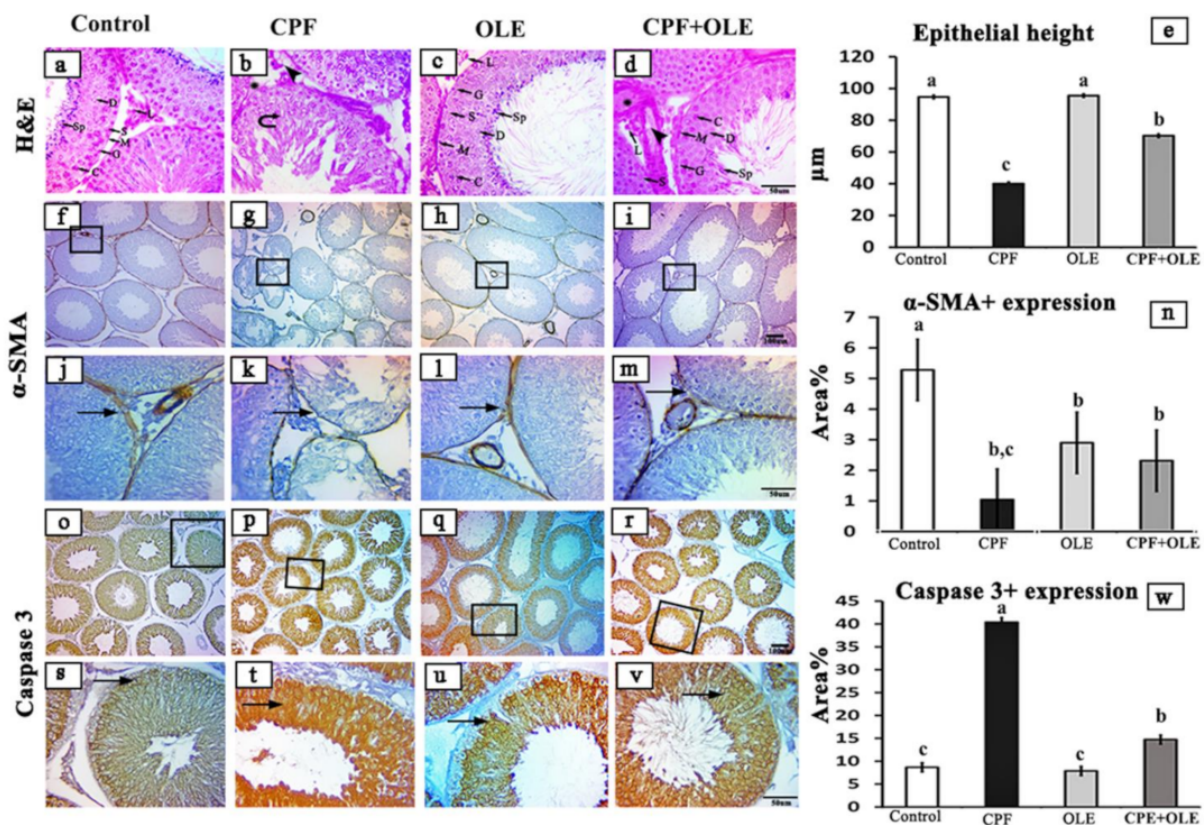 Control CPF OLE CPF+OLE
H&E
a D Sp L S M G C
b
c L G S Sp D M C
d C M D L G S Sp 50um
α-SMA
f g h i 100um
j k l m 50um
Caspase 3
o p q r
s t u v 50um
Epithelial height e
μm
120
100
80
60
40
20
0
a c a b
Control CPF OLE CPF+OLE
α-SMA+ expression n
Area%
7
6
5
4
3
2
1
0
a b,c b b
Control CPF OLE CPF+OLE
Caspase 3+ expression w
Area%
45
40
35
30
25
20
15
10
5
0
c a c b
Control CPF OLE CPE+OLE